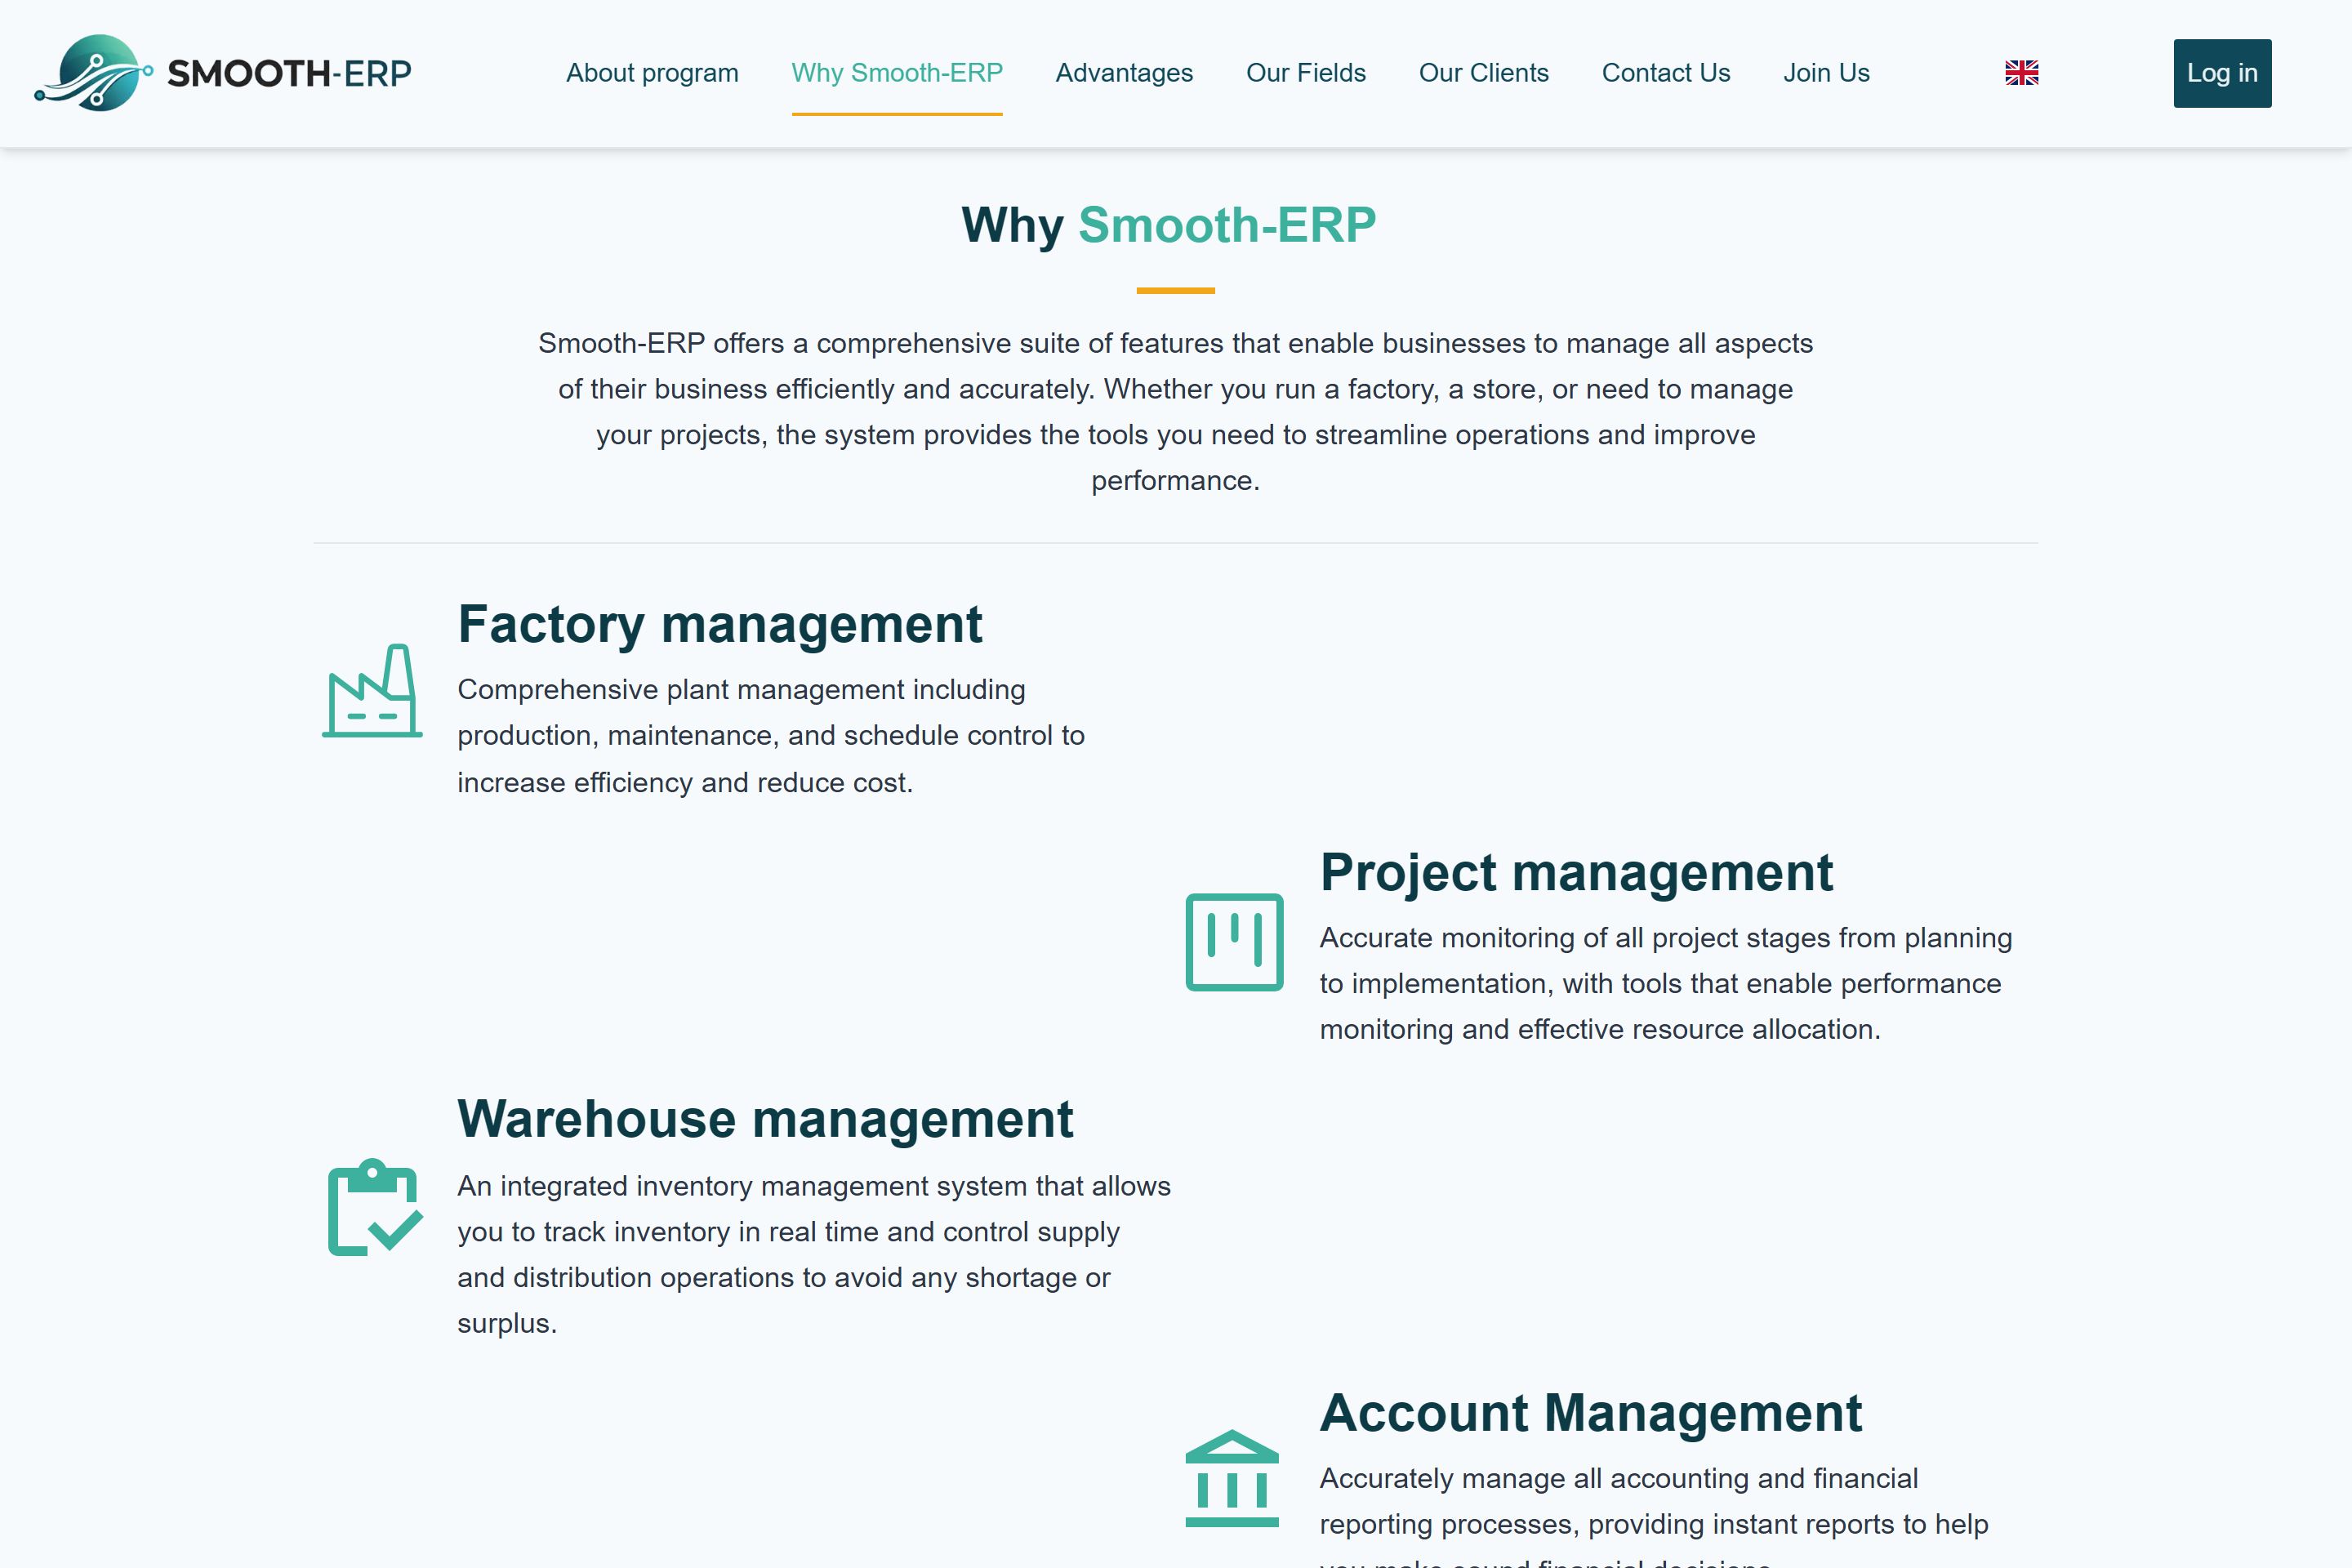 SMOOTH-ERP
About program
Why Smooth-ERP
Advantages
Our Fields
Our Clients
Contact Us
Join Us
Log in
Why Smooth-ERP
Smooth-ERP offers a comprehensive suite of features that enable businesses to manage all aspects
of their business efficiently and accurately. Whether you run a factory, a store, or need to manage
your projects, the system provides the tools you need to streamline operations and improve
performance.
Factory management
Comprehensive plant management including
production, maintenance, and schedule control to
increase efficiency and reduce cost.
Project management
Accurate monitoring of all project stages from planning
to implementation, with tools that enable performance
monitoring and effective resource allocation.
Warehouse management
An integrated inventory management system that allows
you to track inventory in real time and control supply
and distribution operations to avoid any shortage or
surplus.
Account Management
Accurately manage all accounting and financial
reporting processes, providing instant reports to help
you make sound financial decisions.